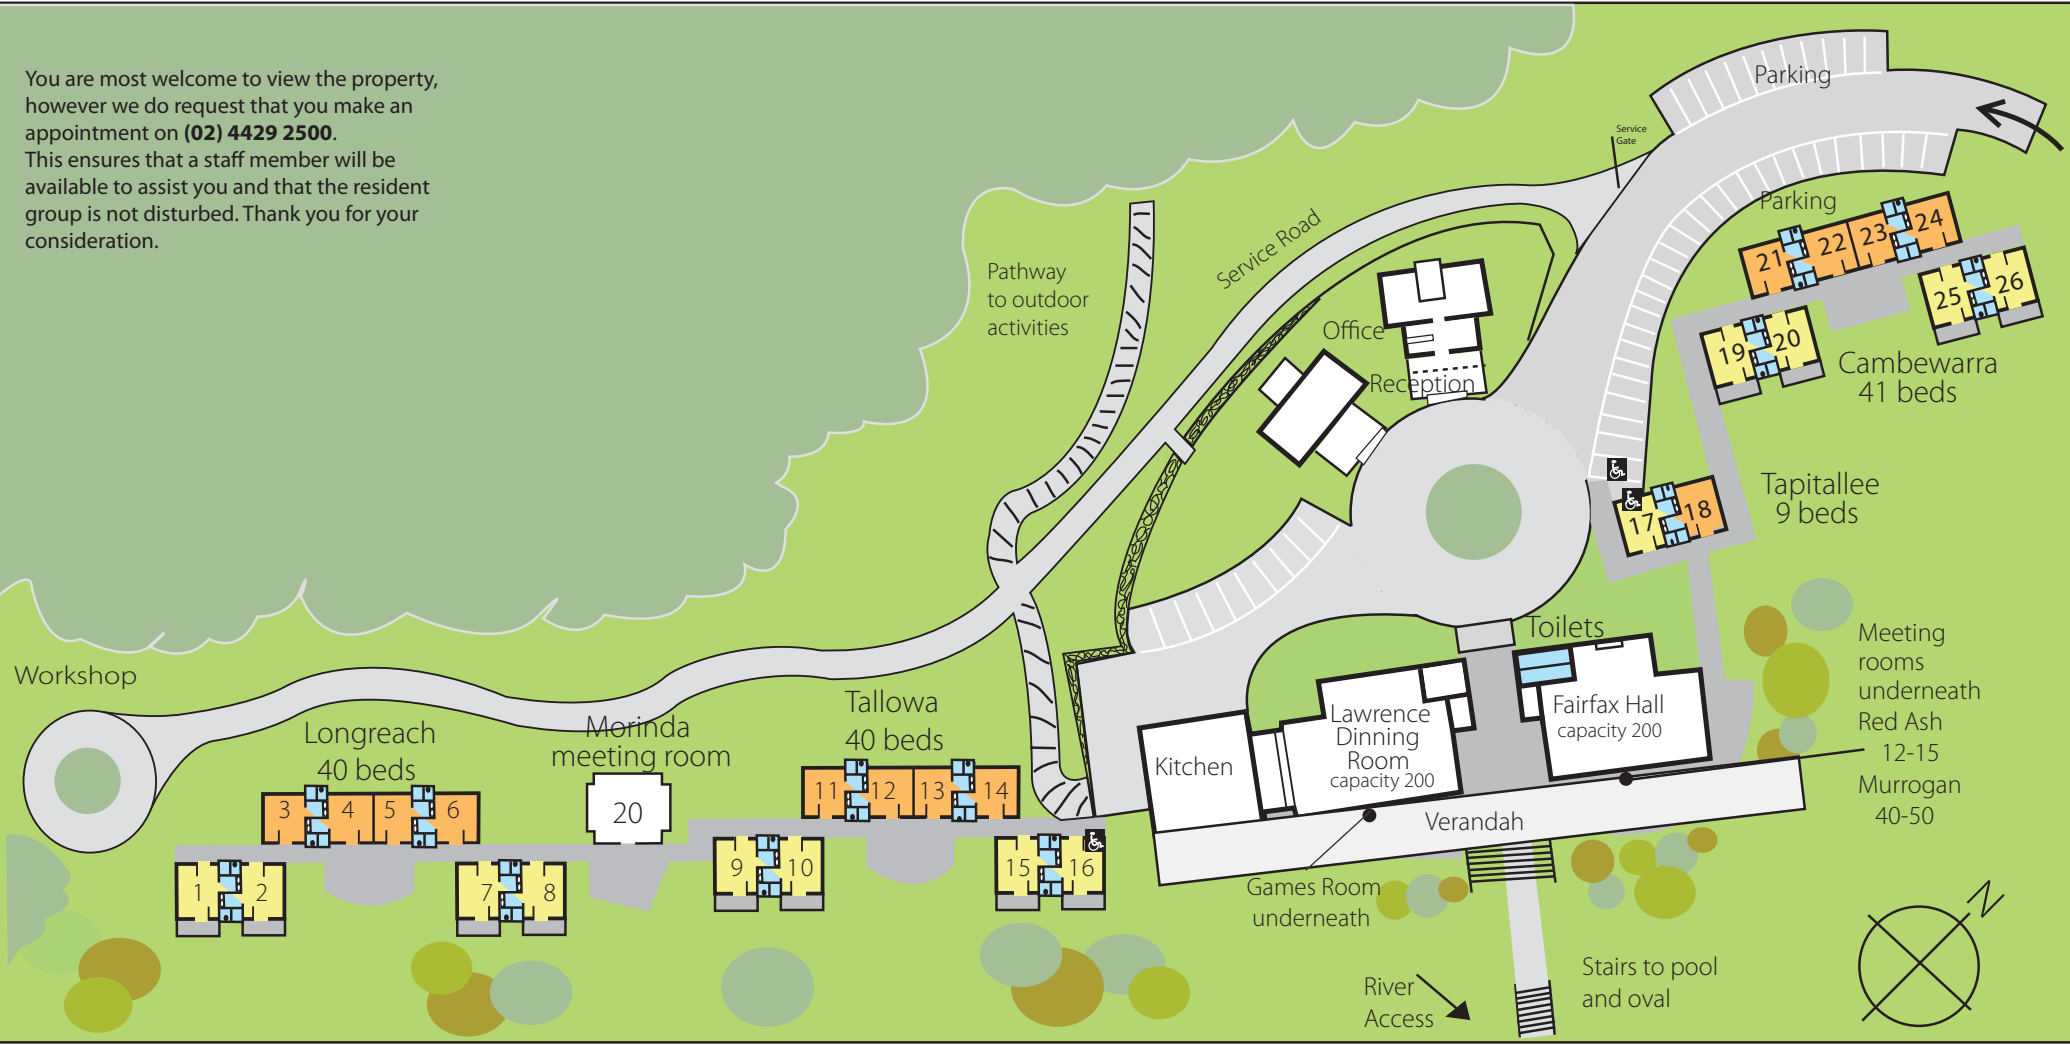 You are most welcome to view the property,
however we do request that you make an
appointment on (02) 4429 2500.
This ensures that a staff member will be
available to assist you and that the resident
group is not disturbed. Thank you for your
consideration.
Parking
Service
Gate
Parking
21
22
23
24
25
26
19
20
Cambewarra
41 beds
Service Road
Pathway
to outdoor
activities
Office
Reception
Tapitallee
9 beds
17
18
Toilets
Meeting
rooms
underneath
Red Ash
12-15
Murrogan
40-50
Workshop
Longreach
40 beds
3
4
5
6
1
2
7
8
Morinda
meeting room
20
Tallowa
40 beds
11
12
13
14
9
10
15
16
Kitchen
Lawrence
Dinning
Room
capacity 200
Fairfax Hall
capacity 200
Verandah
Games Room
underneath
River
Access
Stairs to pool
and oval
N